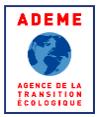 ADEME
AGENCE DE LA
TRANSITION
ÉCOLOGIQUE